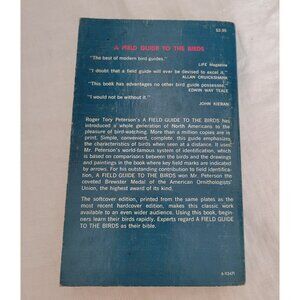 $3.95
A FIELD GUIDE TO THE BIRDS
"The best of modern bird guides."
LIFE Magazine
"I doubt that a field guide will ever be devised to excel it."
ALLAN CRUICKSHANK
"This book has advantages no other bird guide possesses."
EDWIN WAY TEALE
"I would not be without it."
JOHN KIERAN
Roger Tory Peterson's A FIELD GUIDE TO THE BIRDS has
introduced a whole generation of North Americans to the
pleasure of bird-watching. More than a million copies are in
print. Simple, convenient, complete, this guide emphasizing
the characteristics of birds when seen at a distance. It used
Mr. Peterson's world-famous system of identification, which
is based on comparisons between the birds and the drawings
and paintings in the book where key field marks are indicated
by arrows. For his outstanding contribution to field identifica-
tion, A FIELD GUIDE TO THE BIRDS won Mr. Peterson the
coveted Brewster Medal of the American Ornithologists'
Union, the highest award of its kind.
The softcover edition, printed from the same plates as the
most recent hardcover edition, makes this classic work
available to an even wider audience. Using this book, begin-
ners learn their birds rapidly. Experts regard A FIELD GUIDE
TO THE BIRDS as their bible.